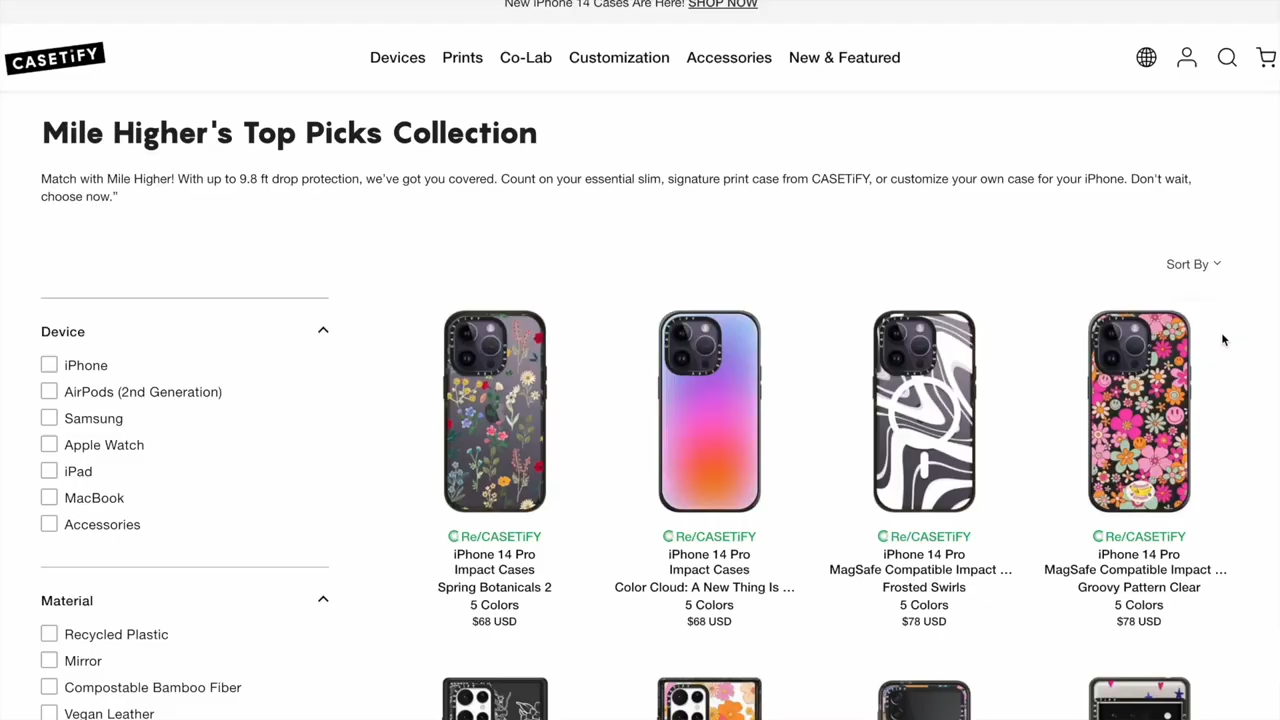 New iPhone 14 Cases Are Here! SHOP NOW
CASETiFY
Devices Prints Co-Lab Customization Accessories New & Featured
Mile Higher's Top Picks Collection
Match with Mile Higher! With up to 9.8 ft drop protection, we've got you covered. Count on your essential slim, signature print case from CASETiFY, or customize your own case for your iPhone. Don't wait,
choose now.”
Sort By
Device
iPhone
AirPods (2nd Generation)
Samsung
Apple Watch
iPad
MacBook
Accessories
Material
Recycled Plastic
Mirror
Compostable Bamboo Fiber
Vegan Leather
Re/CASETiFY
iPhone 14 Pro
Impact Cases
Spring Botanicals 2
5 Colors
$68 USD
Re/CASETiFY
iPhone 14 Pro
Impact Cases
Color Cloud: A New Thing Is ...
5 Colors
$68 USD
Re/CASETiFY
iPhone 14 Pro
MagSafe Compatible Impact ...
Frosted Swirls
5 Colors
$78 USD
Re/CASETiFY
iPhone 14 Pro
MagSafe Compatible Impact ...
Groovy Pattern Clear
5 Colors
$78 USD